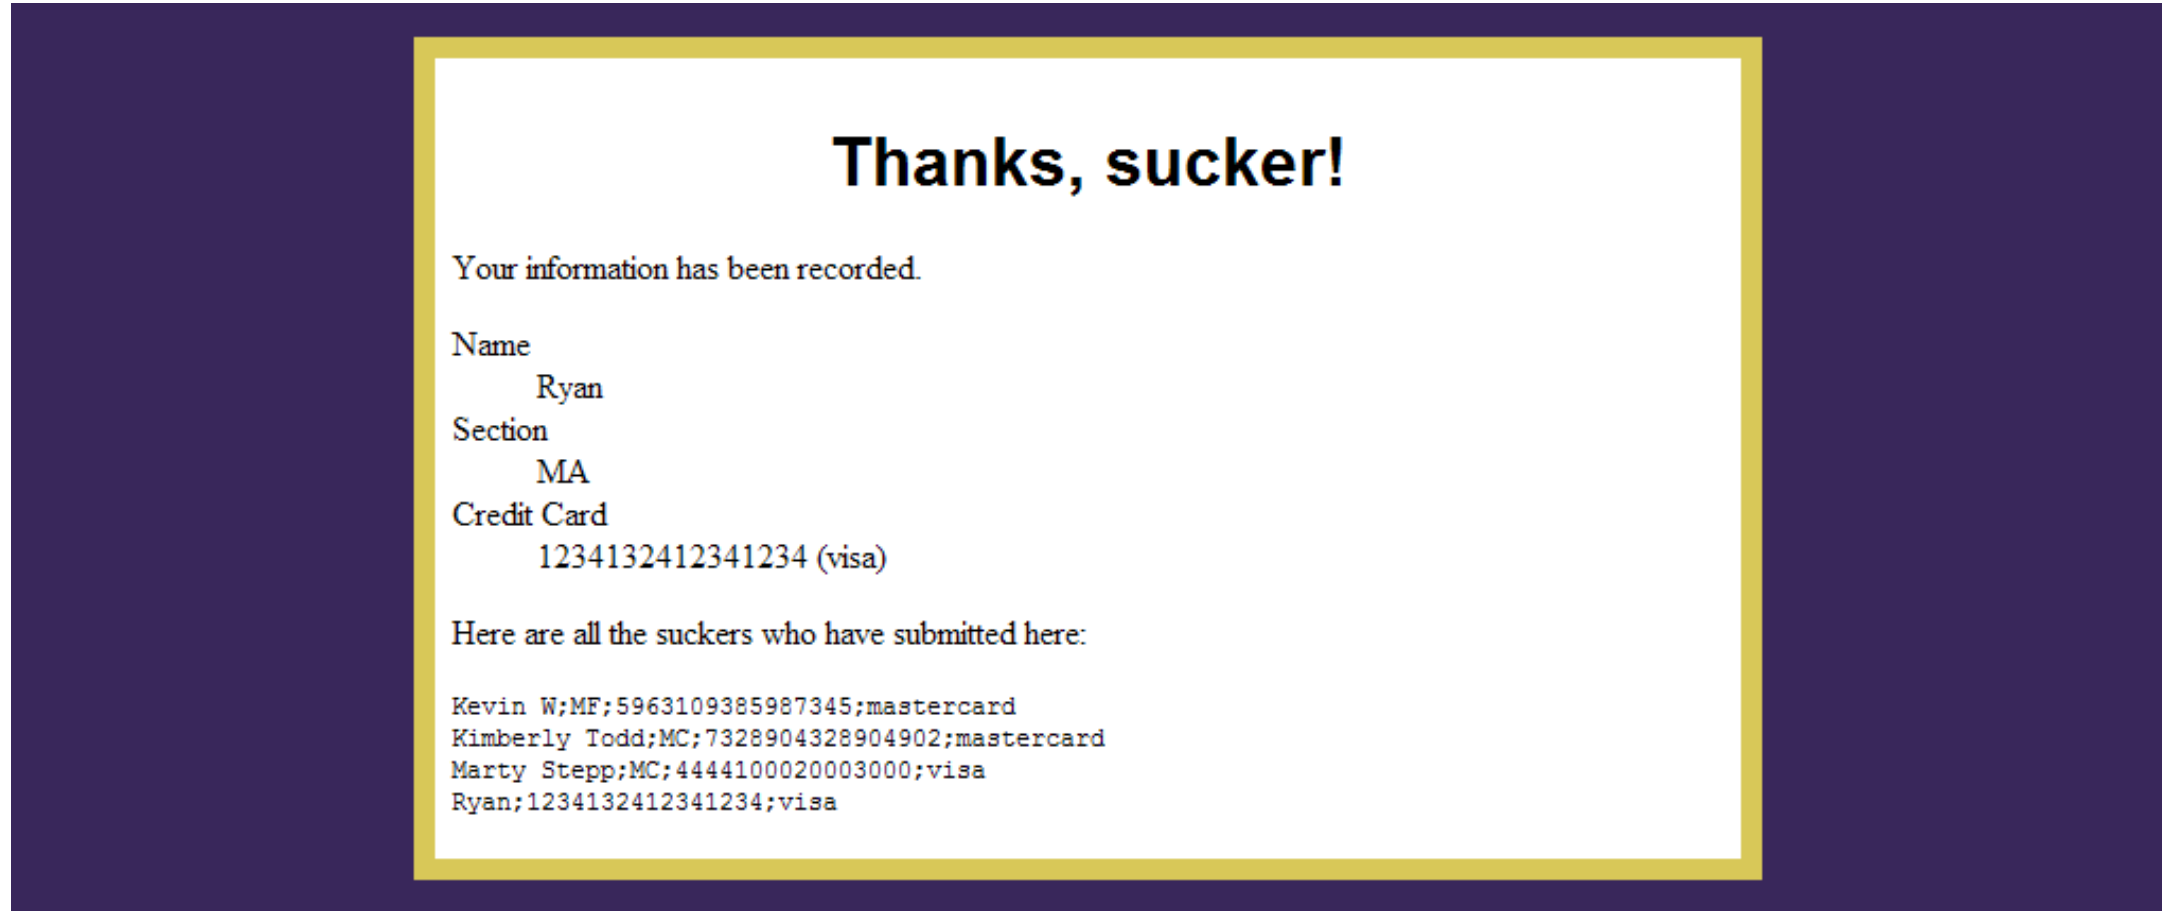 Thanks, sucker!
Your information has been recorded.
Name
Ryan
Section
MA
Credit Card
1234132412341234 (visa)
Here are all the suckers who have submitted here:
Kevin W;MF;5963109385987345;mastercard
Kimberly Todd;MC;7328904328904902;mastercard
Marty Stepp;MC;4444100020003000;visa
Ryan;1234132412341234;visa